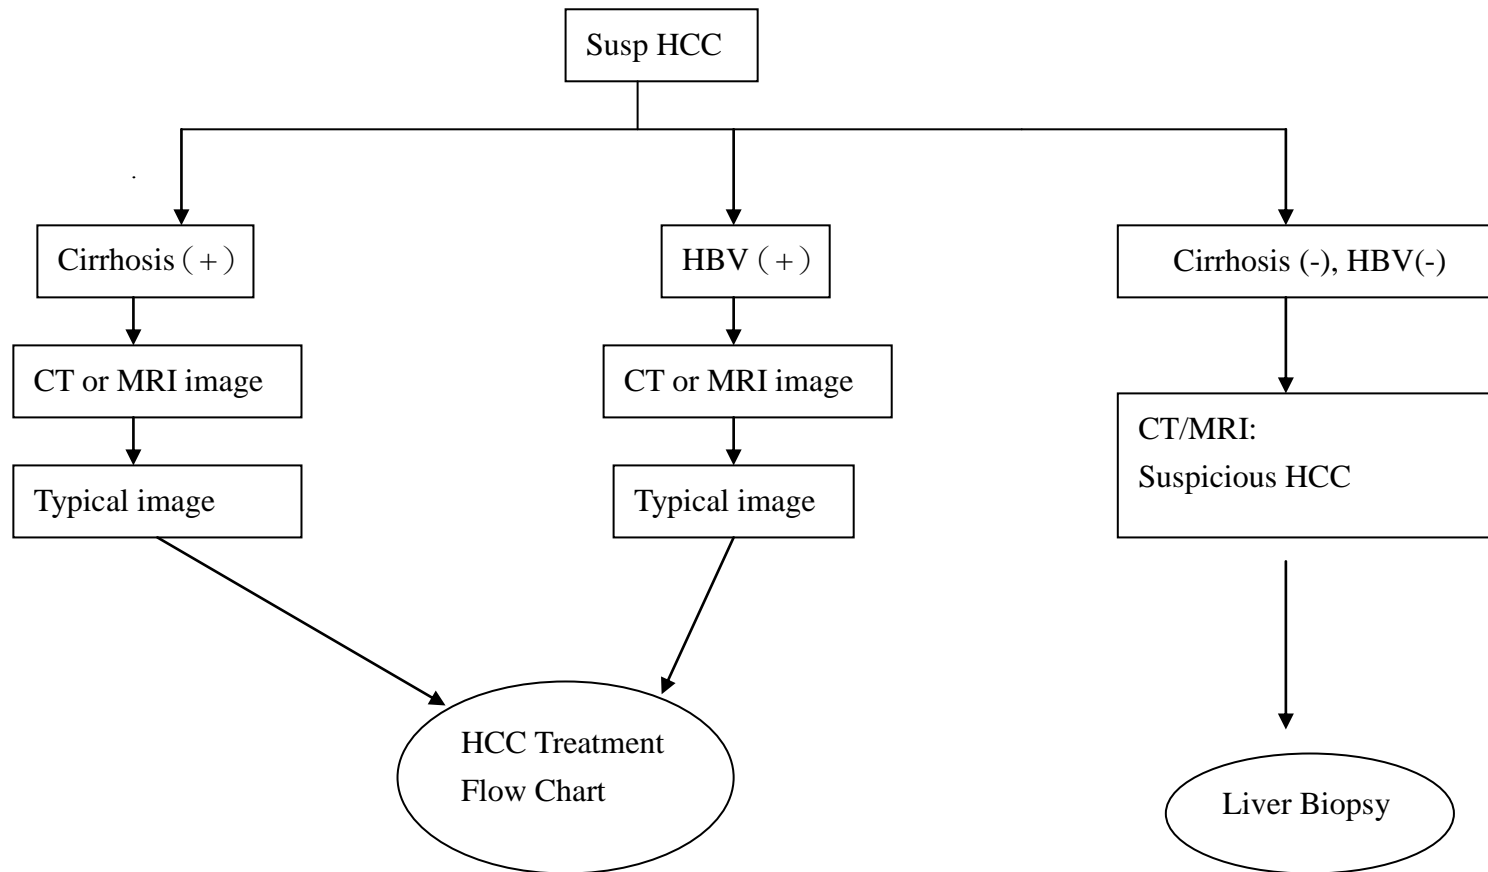 Susp HCC
Cirrhosis（+）
HBV（+）
Cirrhosis (-), HBV(-)
CT or MRI image
CT or MRI image
CT/MRI:
Suspicious HCC
Typical image
Typical image
HCC Treatment
Flow Chart
Liver Biopsy